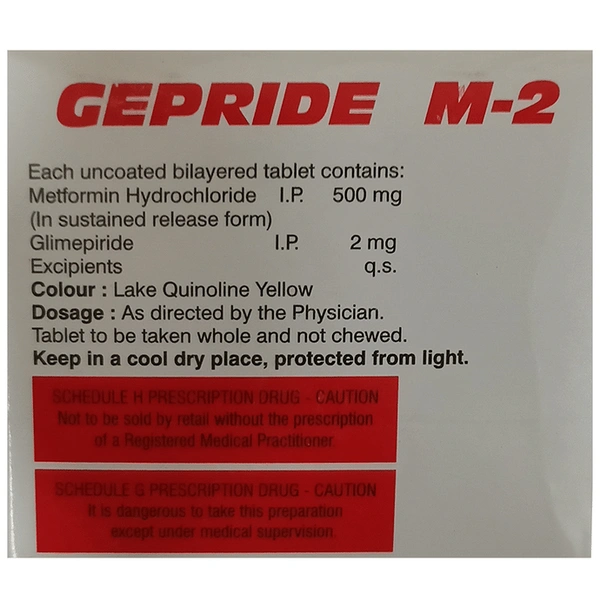 GEPRIDE M-2
Each uncoated bilayered tablet contains:
Metformin Hydrochloride I.P. 500 mg
(In sustained release form)
Glimepiride I.P. 2 mg
Excipients q.s.
Colour : Lake Quinoline Yellow
Dosage : As directed by the Physician.
Tablet to be taken whole and not chewed.
Keep in a cool dry place, protected from light.
SCHEDULE H PRESCRIPTION DRUG - CAUTION
Not to be sold by retail without the prescription
of a Registered Medical Practitioner.
SCHEDULE G PRESCRIPTION DRUG - CAUTION
It is dangerous to take this preparation
except under medical supervision